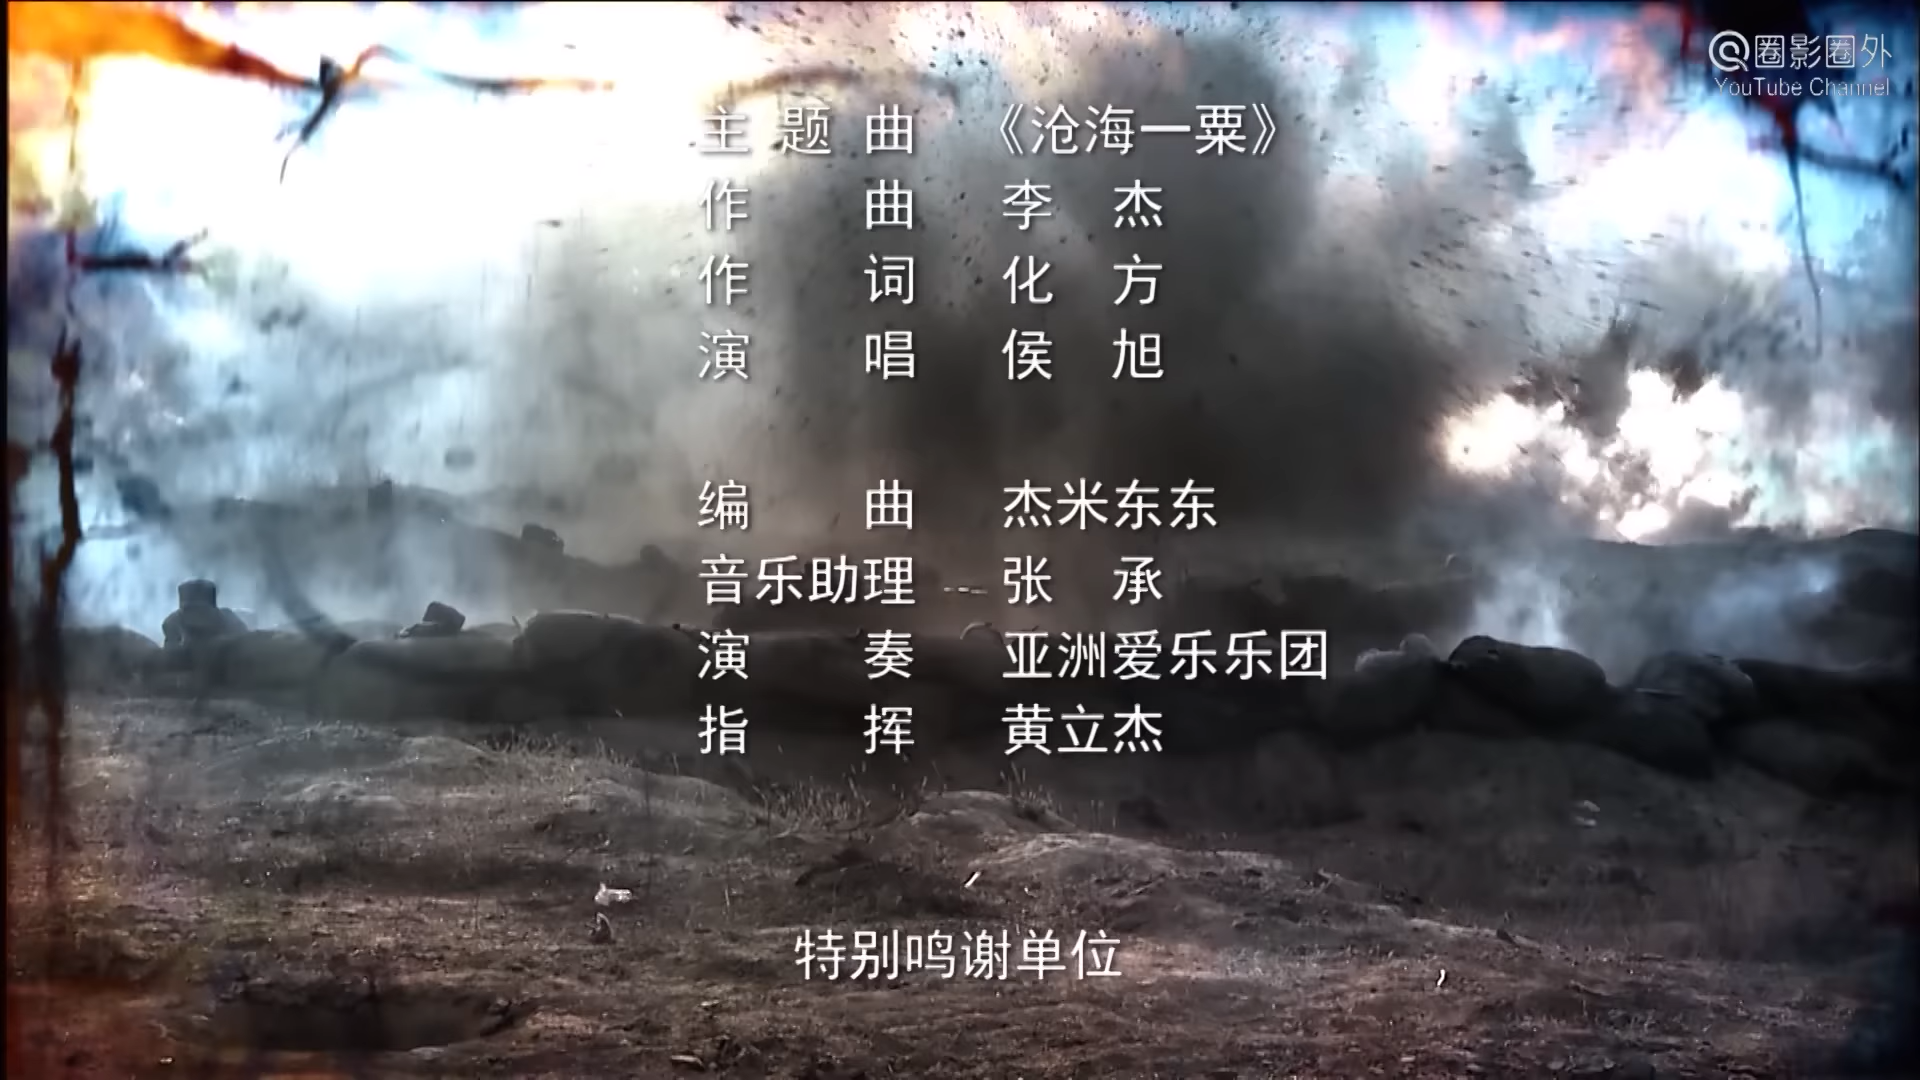 圈影圈外
YouTube Channel
主题曲 《沧海一粟》
作曲 李杰
作词 化方
演唱 侯旭
编曲 杰米东东
音乐助理 张承
演奏 亚洲爱乐乐团
指挥 黄立杰
特别鸣谢单位